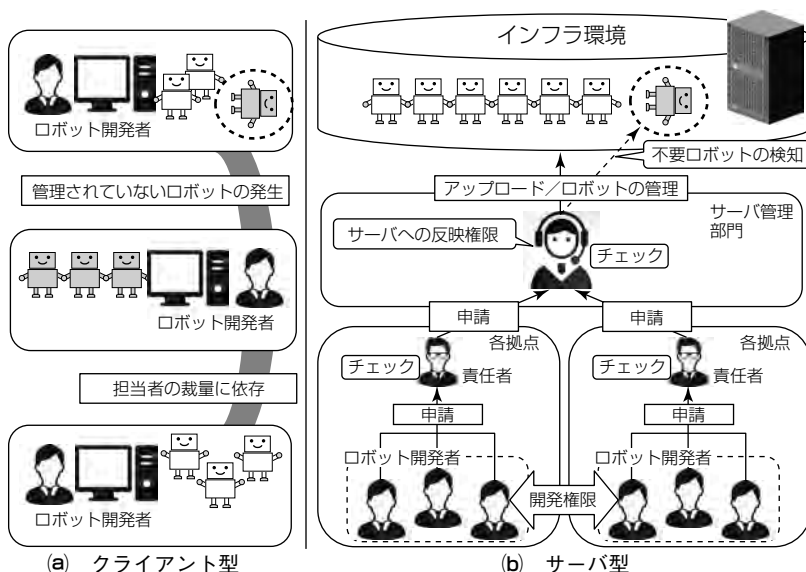 ロボット開発者
管理されていないロボットの発生
ロボット開発者
担当者の裁量に依存
ロボット開発者
(a) クライアント型
インフラ環境
不要ロボットの検知
アップロード/ロボットの管理
サーバ管理
部門
サーバへの反映権限
チェック
申請
申請
各拠点
チェック
責任者
申請
ロボット開発者
各拠点
チェック
責任者
申請
ロボット開発者
開発権限
(b) サーバ型